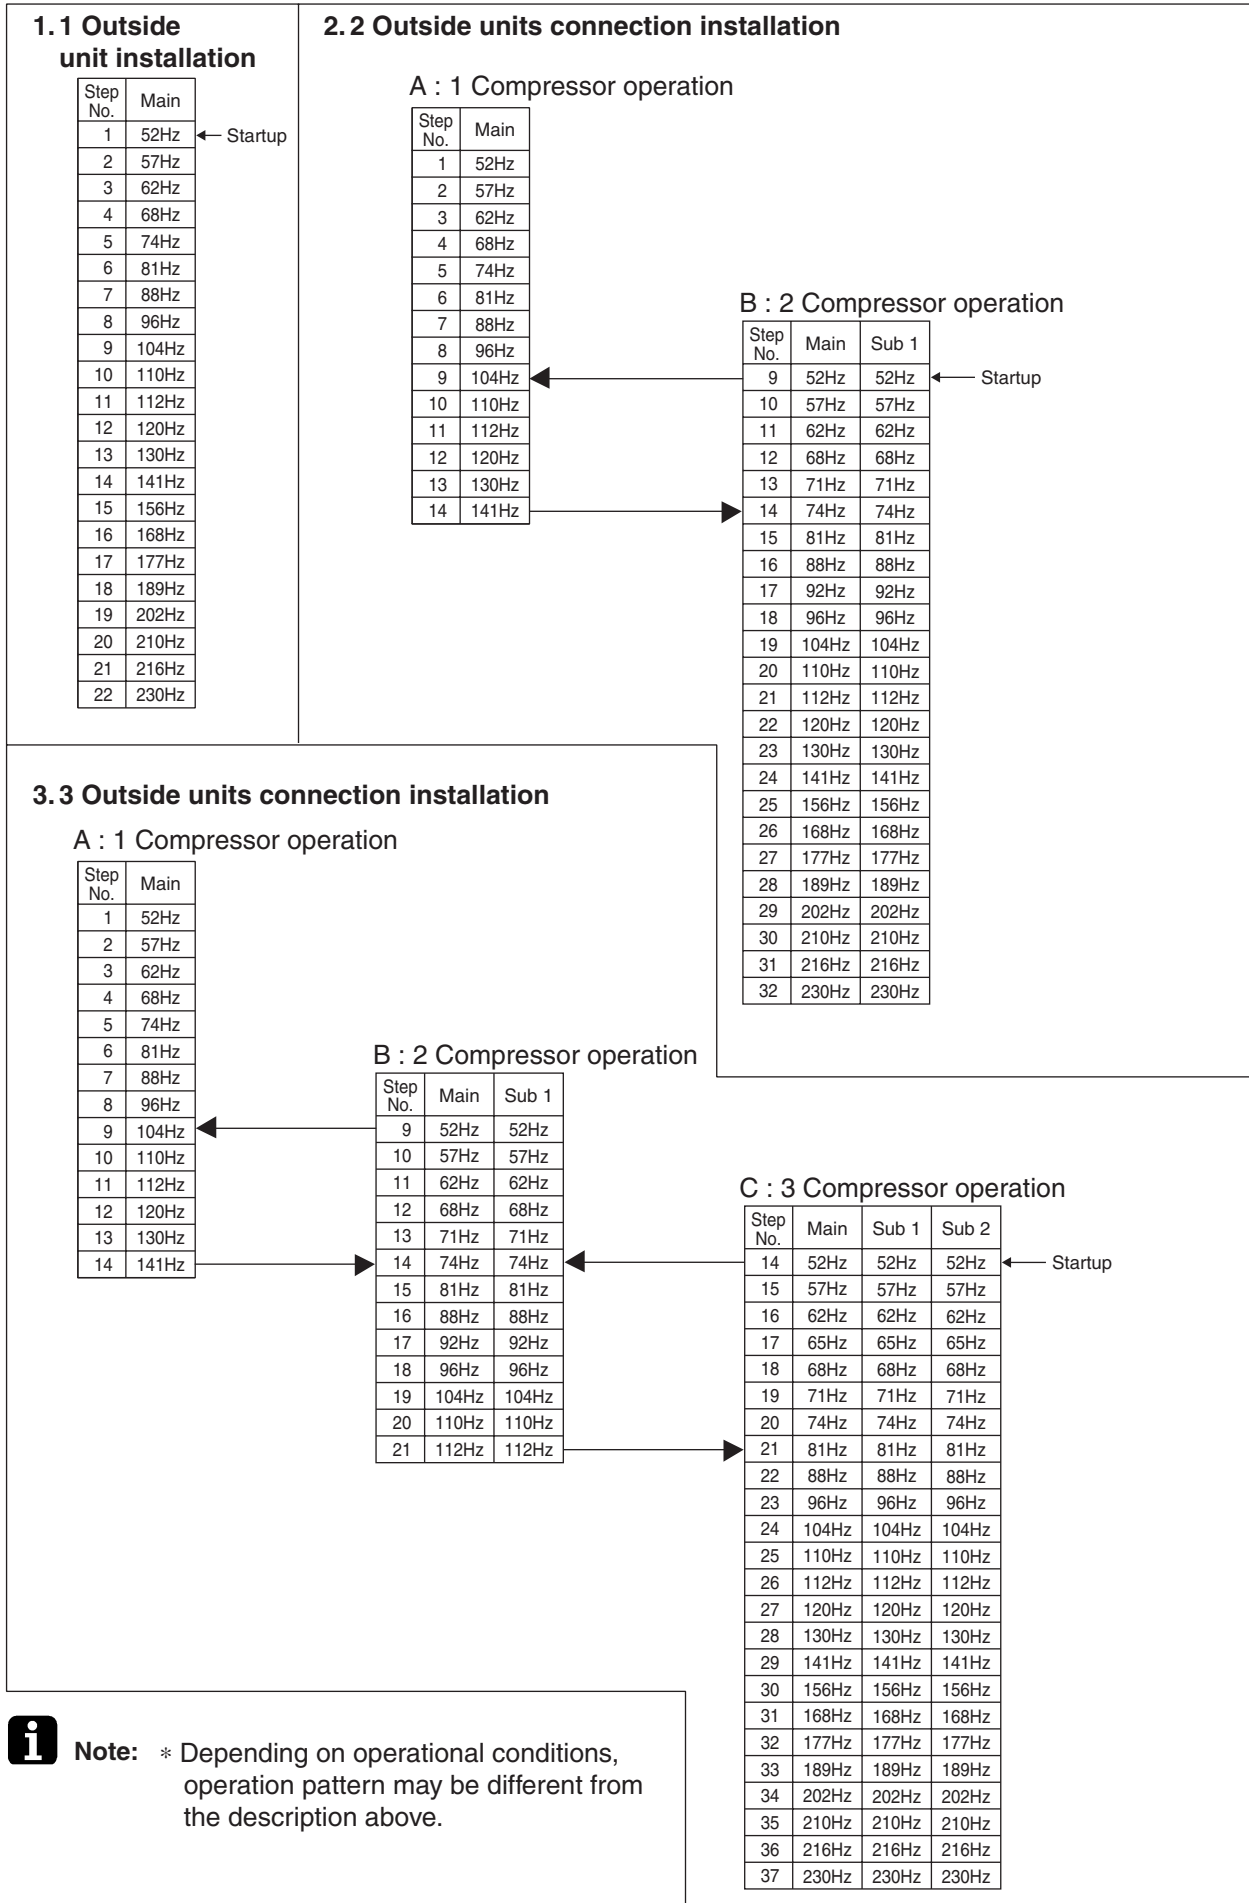 1. 1 Outside
unit installation
Step No. Main
1 52Hz ← Startup
2 57Hz
3 62Hz
4 68Hz
5 74Hz
6 81Hz
7 88Hz
8 96Hz
9 104Hz
10 110Hz
11 112Hz
12 120Hz
13 130Hz
14 141Hz
15 156Hz
16 168Hz
17 177Hz
18 189Hz
19 202Hz
20 210Hz
21 216Hz
22 230Hz
2. 2 Outside units connection installation
A : 1 Compressor operation
Step No. Main
1 52Hz
2 57Hz
3 62Hz
4 68Hz
5 74Hz
6 81Hz
7 88Hz
8 96Hz
9 104Hz
10 110Hz
11 112Hz
12 120Hz
13 130Hz
14 141Hz
B : 2 Compressor operation
Step No. Main Sub 1
9 52Hz 52Hz ← Startup
10 57Hz 57Hz
11 62Hz 62Hz
12 68Hz 68Hz
13 71Hz 71Hz
14 74Hz 74Hz
15 81Hz 81Hz
16 88Hz 88Hz
17 92Hz 92Hz
18 96Hz 96Hz
19 104Hz 104Hz
20 110Hz 110Hz
21 112Hz 112Hz
22 120Hz 120Hz
23 130Hz 130Hz
24 141Hz 141Hz
25 156Hz 156Hz
26 168Hz 168Hz
27 177Hz 177Hz
28 189Hz 189Hz
29 202Hz 202Hz
30 210Hz 210Hz
31 216Hz 216Hz
32 230Hz 230Hz
3. 3 Outside units connection installation
A : 1 Compressor operation
Step No. Main
1 52Hz
2 57Hz
3 62Hz
4 68Hz
5 74Hz
6 81Hz
7 88Hz
8 96Hz
9 104Hz
10 110Hz
11 112Hz
12 120Hz
13 130Hz
14 141Hz
B : 2 Compressor operation
Step No. Main Sub 1
9 52Hz 52Hz
10 57Hz 57Hz
11 62Hz 62Hz
12 68Hz 68Hz
13 71Hz 71Hz
14 74Hz 74Hz
15 81Hz 81Hz
16 88Hz 88Hz
17 92Hz 92Hz
18 96Hz 96Hz
19 104Hz 104Hz
20 110Hz 110Hz
21 112Hz 112Hz
C : 3 Compressor operation
Step No. Main Sub 1 Sub 2
14 52Hz 52Hz 52Hz ← Startup
15 57Hz 57Hz 57Hz
16 62Hz 62Hz 62Hz
17 65Hz 65Hz 65Hz
18 68Hz 68Hz 68Hz
19 71Hz 71Hz 71Hz
20 74Hz 74Hz 74Hz
21 81Hz 81Hz 81Hz
22 88Hz 88Hz 88Hz
23 96Hz 96Hz 96Hz
24 104Hz 104Hz 104Hz
25 110Hz 110Hz 110Hz
26 112Hz 112Hz 112Hz
27 120Hz 120Hz 120Hz
28 130Hz 130Hz 130Hz
29 141Hz 141Hz 141Hz
30 156Hz 156Hz 156Hz
31 168Hz 168Hz 168Hz
32 177Hz 177Hz 177Hz
33 189Hz 189Hz 189Hz
34 202Hz 202Hz 202Hz
35 210Hz 210Hz 210Hz
36 216Hz 216Hz 216Hz
37 230Hz 230Hz 230Hz
i Note: * Depending on operational conditions,
operation pattern may be different from
the description above.